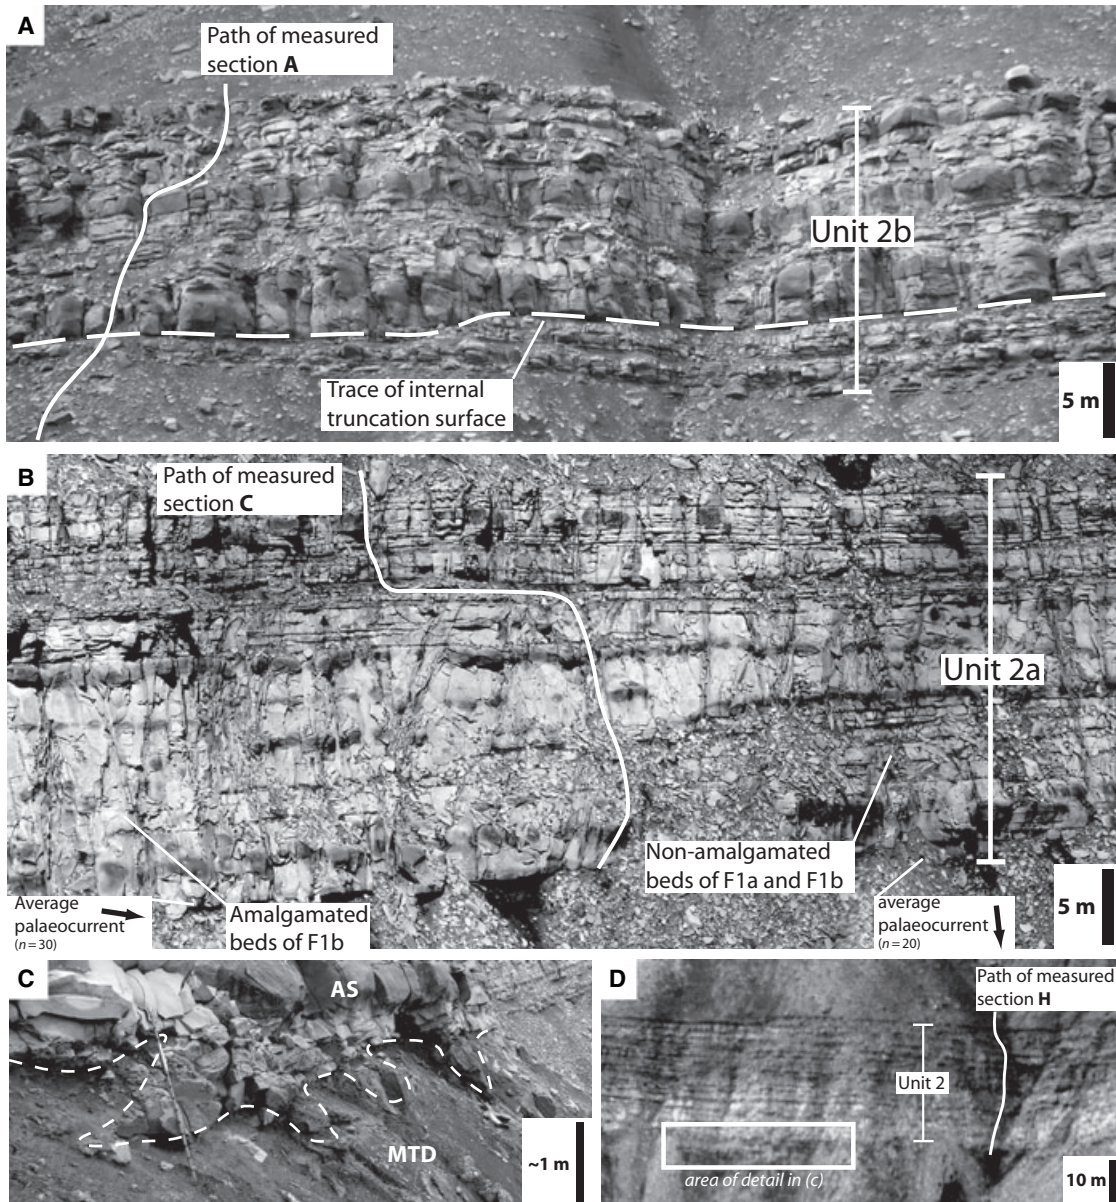 A
Path of measured
section A
Unit 2b
Trace of internal
truncation surface
5 m
B
Path of measured
section C
Unit 2a
Non-amalgamated
beds of F1a and F1b
Average
palaeocurrent
(n = 30)
Amalgamated
beds of F1b
average
palaeocurrent
(n = 20)
5 m
C
AS
MTD
~1 m
D
Path of measured
section H
Unit 2
area of detail in (c)
10 m